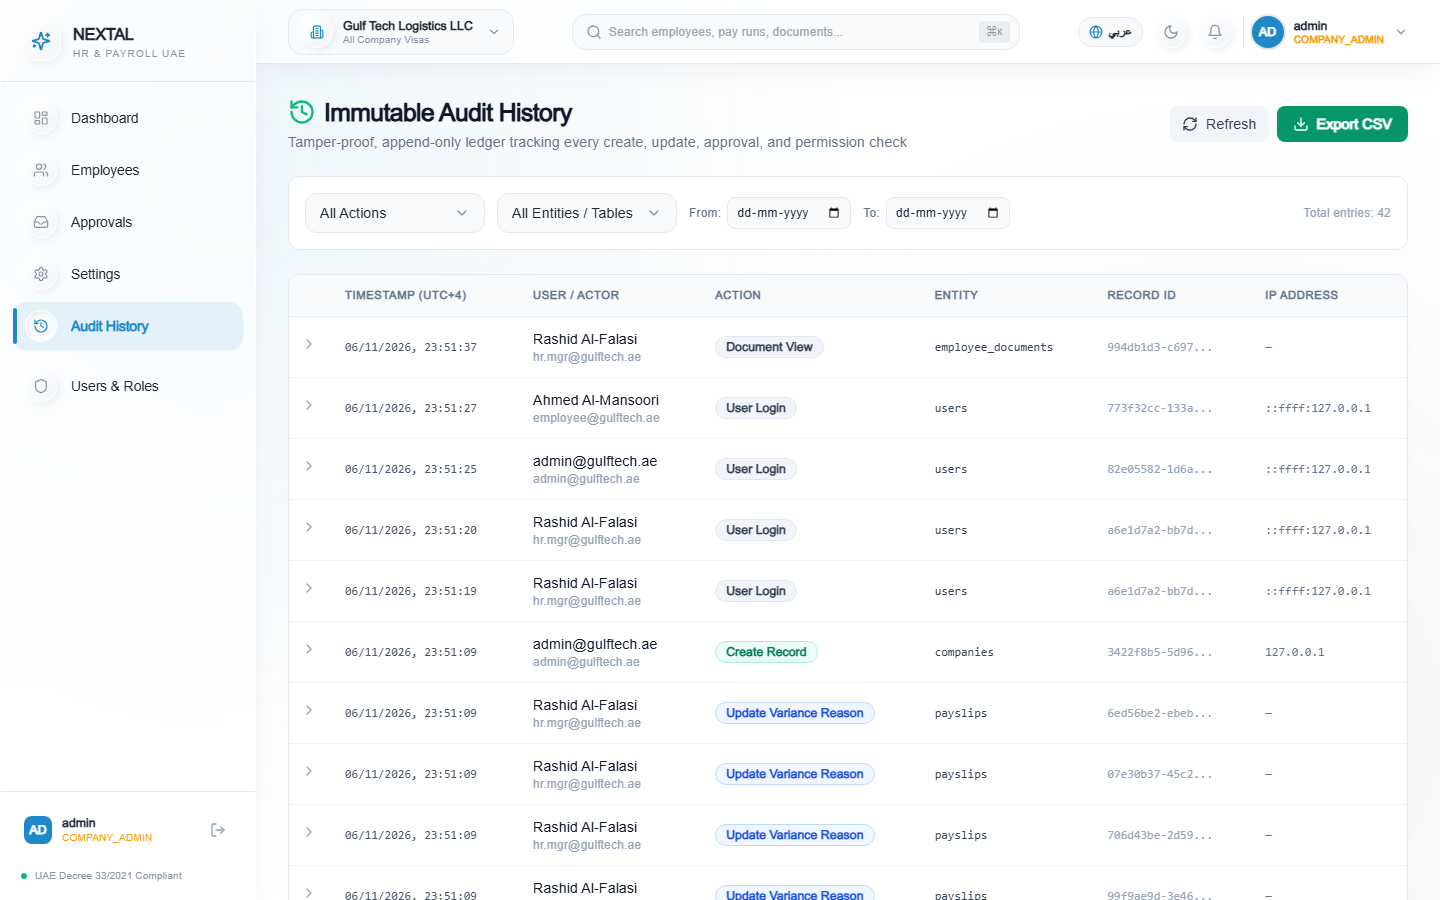 NEXTAL
HR & PAYROLL UAE
Gulf Tech Logistics LLC
All Company Visas
Search employees, pay runs, documents...
⌘K
عربي
AD
admin
COMPANY_ADMIN
Dashboard
Employees
Approvals
Settings
Audit History
Users & Roles
Immutable Audit History
Tamper-proof, append-only ledger tracking every create, update, approval, and permission check
Refresh
Export CSV
All Actions
All Entities / Tables
From: dd-mm-yyyy
To: dd-mm-yyyy
Total entries: 42
TIMESTAMP (UTC+4) USER / ACTOR ACTION ENTITY RECORD ID IP ADDRESS
06/11/2026, 23:51:37 Rashid Al-Falasi Document View employee_documents 994db1d3-c697... —
hr.mgr@gulftech.ae
06/11/2026, 23:51:27 Ahmed Al-Mansoori User Login users 773f32cc-133a... ::ffff:127.0.0.1
employee@gulftech.ae
06/11/2026, 23:51:25 admin@gulftech.ae User Login users 82e05582-1d6a... ::ffff:127.0.0.1
admin@gulftech.ae
06/11/2026, 23:51:20 Rashid Al-Falasi User Login users a6e1d7a2-bb7d... ::ffff:127.0.0.1
hr.mgr@gulftech.ae
06/11/2026, 23:51:19 Rashid Al-Falasi User Login users a6e1d7a2-bb7d... ::ffff:127.0.0.1
hr.mgr@gulftech.ae
06/11/2026, 23:51:09 admin@gulftech.ae Create Record companies 3422f8b5-5d96... 127.0.0.1
admin@gulftech.ae
06/11/2026, 23:51:09 Rashid Al-Falasi Update Variance Reason payslips 6ed56be2-ebeb... —
hr.mgr@gulftech.ae
06/11/2026, 23:51:09 Rashid Al-Falasi Update Variance Reason payslips 07e30b37-45c2... —
hr.mgr@gulftech.ae
06/11/2026, 23:51:09 Rashid Al-Falasi Update Variance Reason payslips 706d43be-2d59... —
hr.mgr@gulftech.ae
06/11/2026, 23:51:09 Rashid Al-Falasi Update Variance Reason payslips 99f9ae9d-3e46... —
AD
admin
COMPANY_ADMIN
UAE Decree 33/2021 Compliant